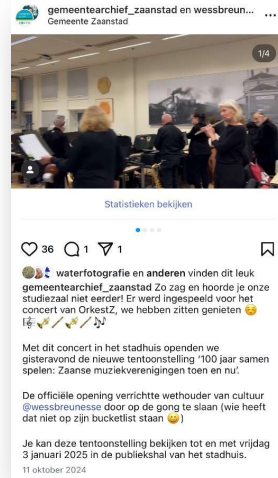 gemeentearchief_zaanstad en wessbreun...
Gemeente Zaanstad
1/4
Statistieken bekijken
36 1 1
waterfotografie en anderen vinden dit leuk
gemeentearchief_zaanstad Zo zag en hoorde je onze
studiezaal niet eerder! Er werd ingespeeld voor het
concert van OrkestZ, we hebben zitten genieten ☺️
🎼🎺🪈🎺🪈🎶
Met dit concert in het stadhuis openden we
gisteravond de nieuwe tentoonstelling '100 jaar samen
spelen: Zaanse muziekverenigingen toen en nu'.
De officiële opening verrichtte wethouder van cultuur
@wessbreunesse door op de gong te slaan (wie heeft
dat niet op zijn bucketlist staan 😄)
Je kan deze tentoonstelling bekijken tot en met vrijdag
3 januari 2025 in de publiekshal van het stadhuis.
11 oktober 2024